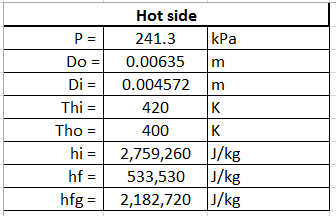 Hot side
P = 241.3 kPa
Do = 0.00635 m
Di = 0.004572 m
Thi = 420 K
Tho = 400 K
hi = 2,759,260 J/kg
hf = 533,530 J/kg
hfg = 2,182,720 J/kg